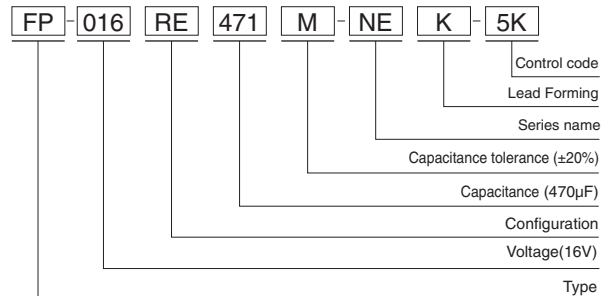 FP-016 RE 471 M-NE K-5K
Control code
Lead Forming
Series name
Capacitance tolerance (±20%)
Capacitance (470µF)
Configuration
Voltage(16V)
Type